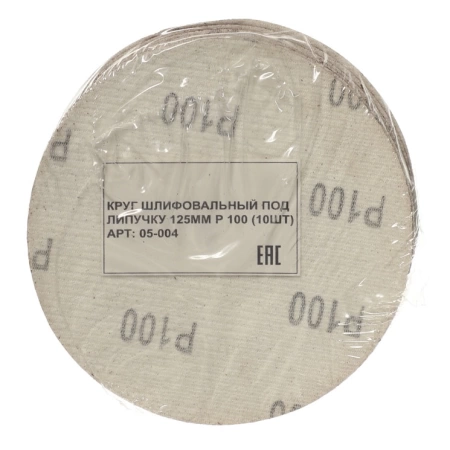 P100
P100
P100
КРУГ ШЛИФОВАЛЬНЫЙ ПОД
ЛИПУЧКУ 125ММ Р 100 (10ШТ)
АРТ: 05-004
ЕАС
P100
P100